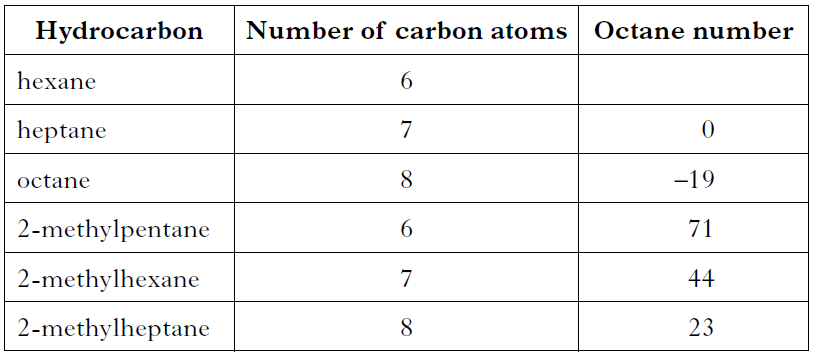 Hydrocarbon Number of carbon atoms Octane number
hexane 6
heptane 7 0
octane 8 –19
2-methylpentane 6 71
2-methylhexane 7 44
2-methylheptane 8 23